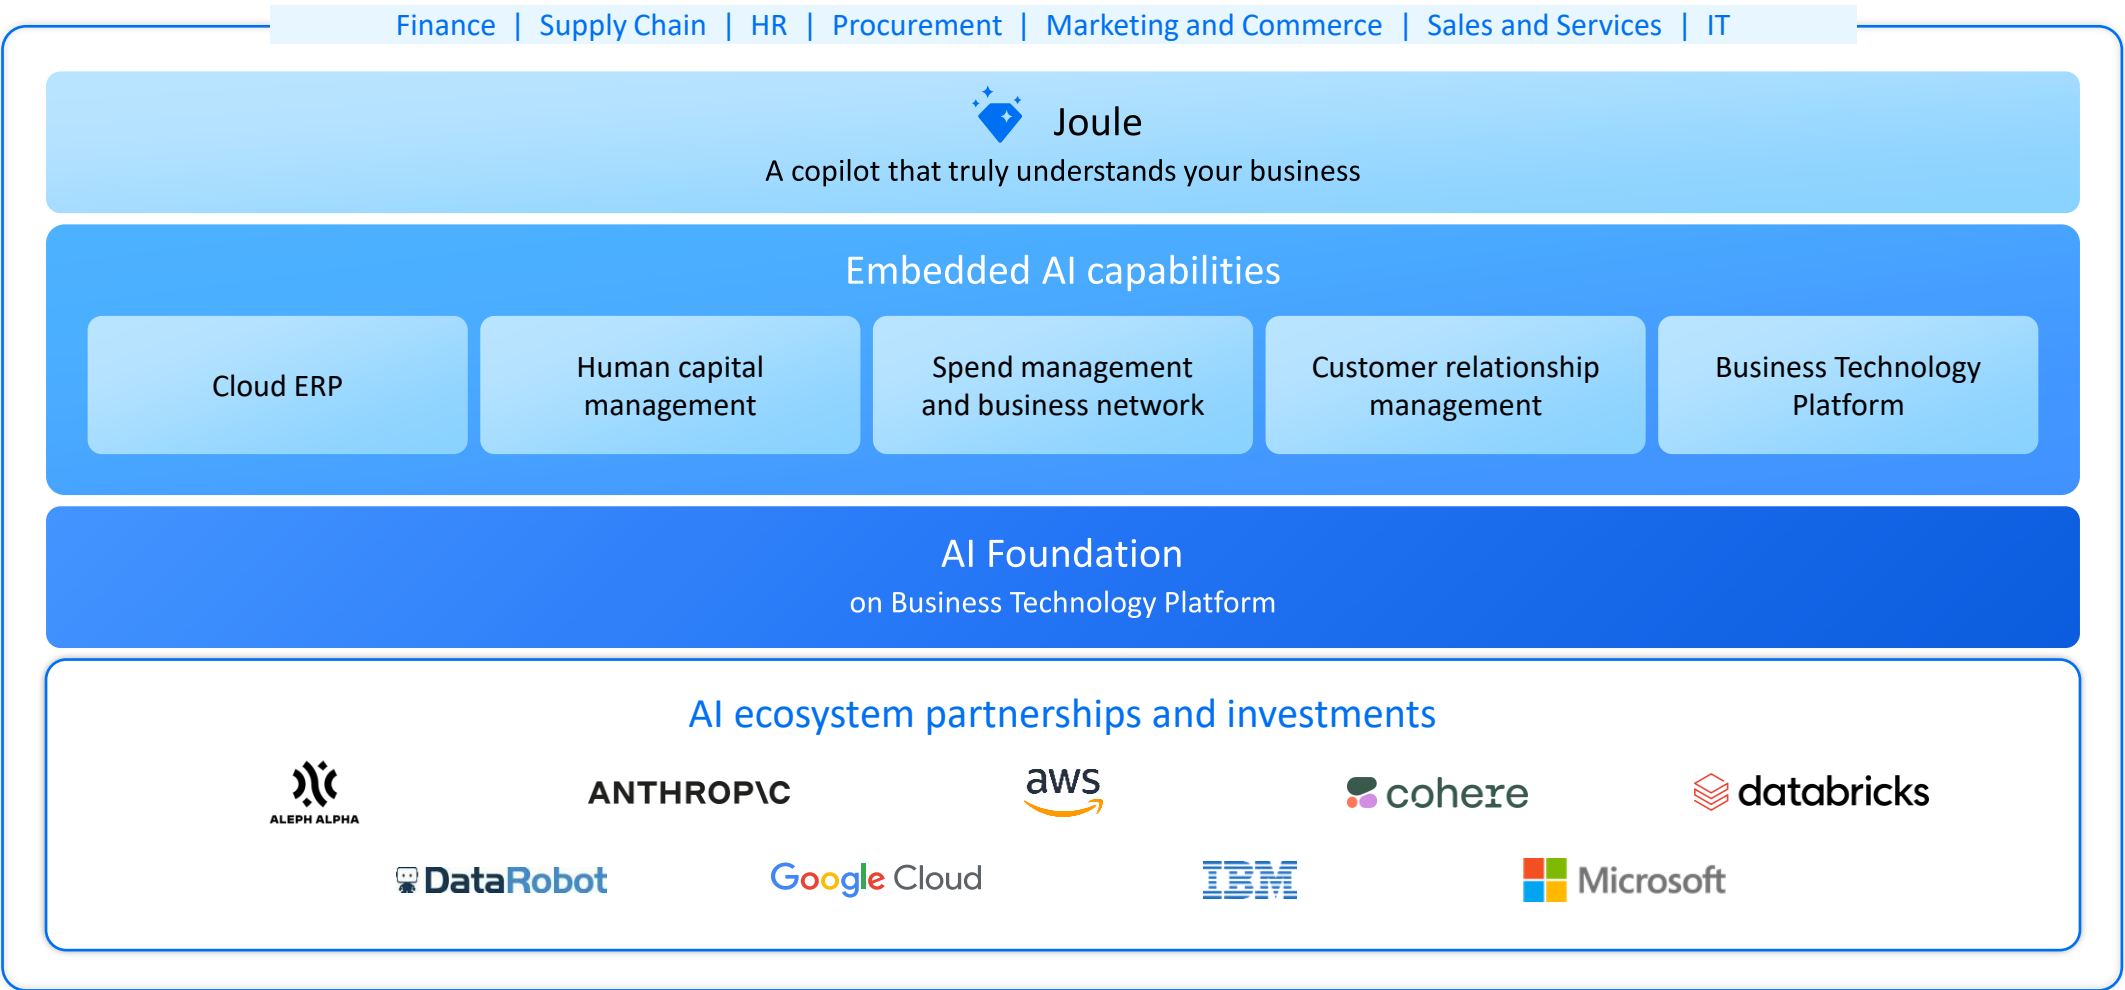 Finance | Supply Chain | HR | Procurement | Marketing and Commerce | Sales and Services | IT
Joule
A copilot that truly understands your business
Embedded AI capabilities
Cloud ERP
Human capital
management
Spend management
and business network
Customer relationship
management
Business Technology
Platform
AI Foundation
on Business Technology Platform
AI ecosystem partnerships and investments
ALEPH ALPHA
ANTHROP\C
aws
cohere
databricks
DataRobot
Google Cloud
IBM
Microsoft